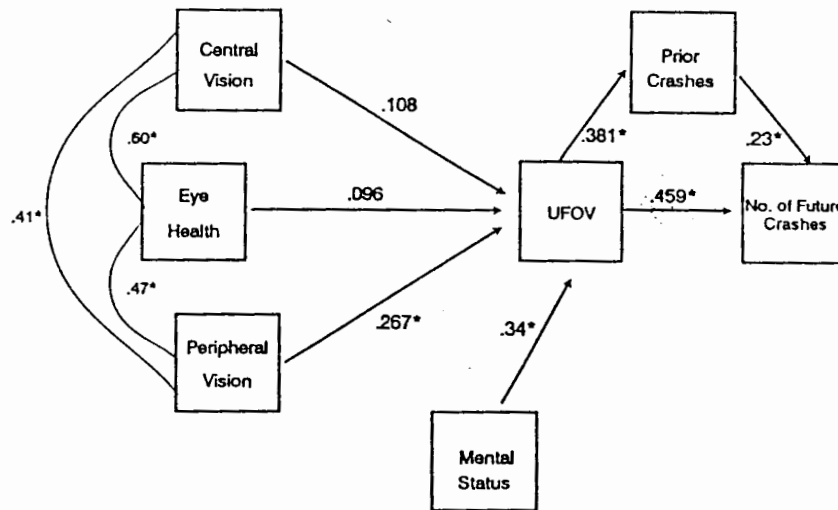 Central
Vision
Prior
Crashes
.108
.60*
.381*
.23*
Eye
Health
.096
UFOV
.459*
No. of Future
Crashes
.41*
.47*
Peripheral
Vision
.267*
.34*
Mental
Status